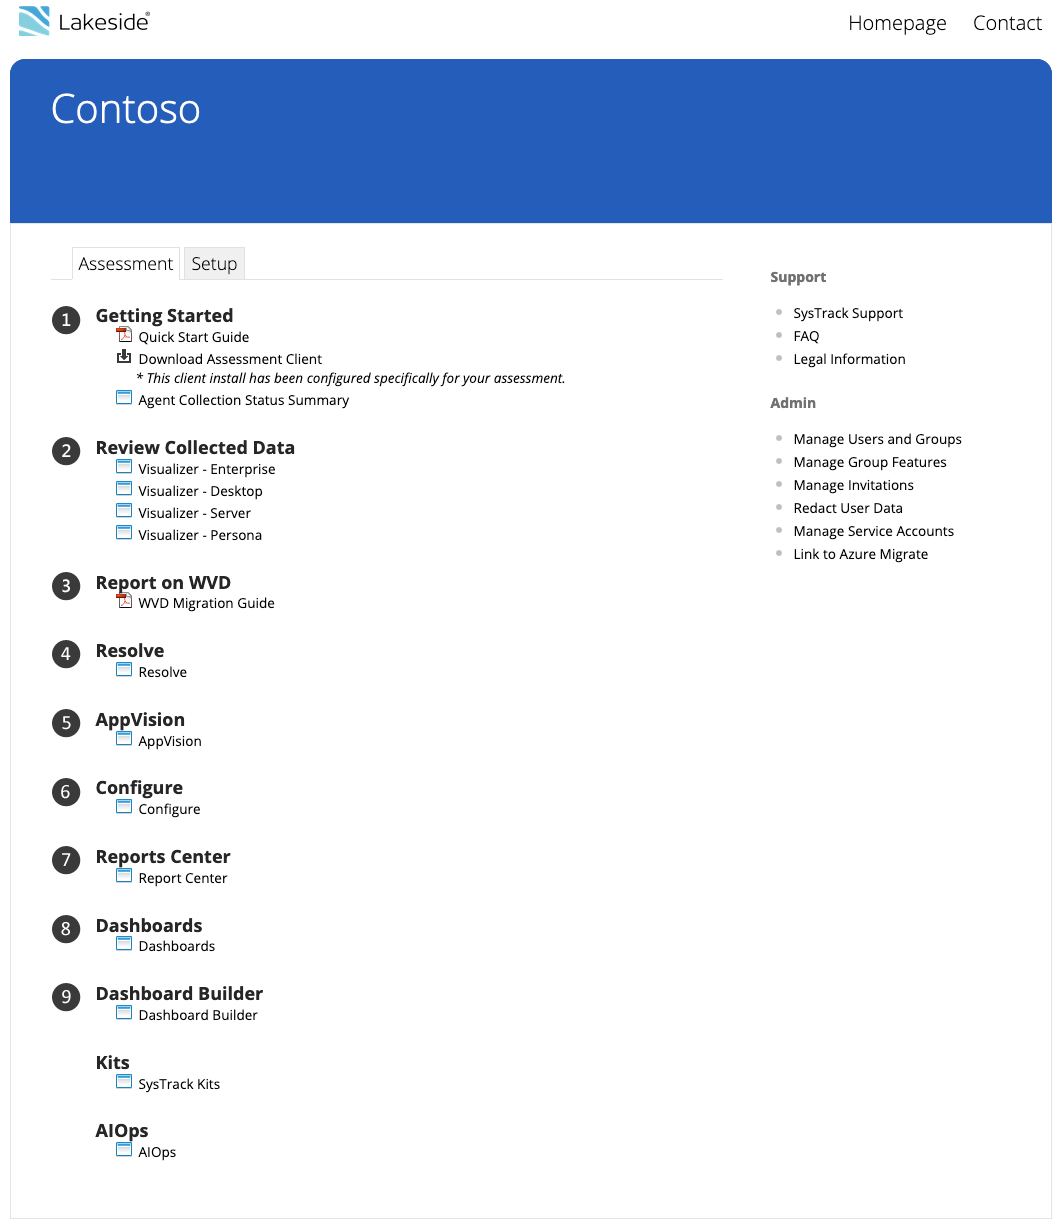 Lakeside®
Homepage Contact
Contoso
Assessment Setup
1 Getting Started
Quick Start Guide
Download Assessment Client
* This client install has been configured specifically for your assessment.
Agent Collection Status Summary
2 Review Collected Data
Visualizer - Enterprise
Visualizer - Desktop
Visualizer - Server
Visualizer - Persona
3 Report on WVD
WVD Migration Guide
4 Resolve
Resolve
5 AppVision
AppVision
6 Configure
Configure
7 Reports Center
Report Center
8 Dashboards
Dashboards
9 Dashboard Builder
Dashboard Builder
Kits
SysTrack Kits
AIOps
AIOps
Support
SysTrack Support
FAQ
Legal Information
Admin
Manage Users and Groups
Manage Group Features
Manage Invitations
Redact User Data
Manage Service Accounts
Link to Azure Migrate